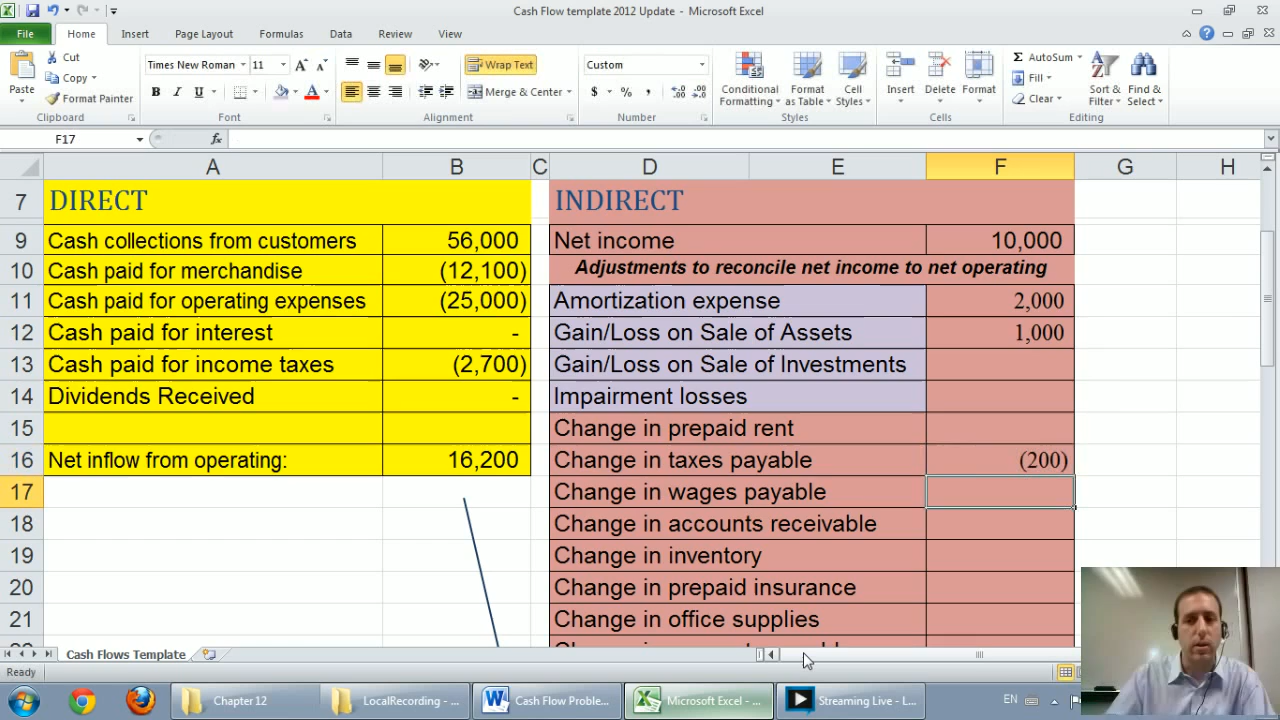 Cash Flow template 2012 Update - Microsoft Excel
File Home Insert Page Layout Formulas Data Review View
Paste
Cut
Copy
Format Painter
Clipboard
Times New Roman 11
B I U
Font
Wrap Text
Merge & Center
Alignment
Custom
$ % ,
Number
Conditional Formatting
Format as Table
Cell Styles
Styles
Insert Delete Format
Cells
Σ AutoSum
Fill
Clear
Sort & Filter
Find & Select
Editing
F17 fx
A B C D E F G H
7 DIRECT INDIRECT
9 Cash collections from customers 56,000 Net income 10,000
10 Cash paid for merchandise (12,100) Adjustments to reconcile net income to net operating
11 Cash paid for operating expenses (25,000) Amortization expense 2,000
12 Cash paid for interest - Gain/Loss on Sale of Assets 1,000
13 Cash paid for income taxes (2,700) Gain/Loss on Sale of Investments
14 Dividends Received - Impairment losses
15 Change in prepaid rent
16 Net inflow from operating: 16,200 Change in taxes payable (200)
17 Change in wages payable
18 Change in accounts receivable
19 Change in inventory
20 Change in prepaid insurance
21 Change in office supplies
Cash Flows Template
Ready
Chapter 12 LocalRecording - ... Cash Flow Proble... Microsoft Excel - ... Streaming Live - L... EN